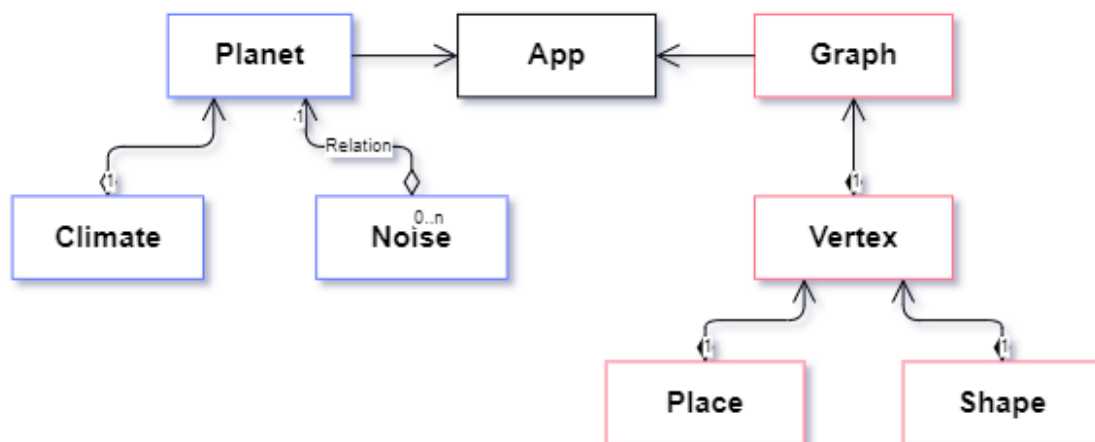 Planet
App
Graph
1
Relation
1
1
Climate
0..n
Noise
Vertex
1
1
Place
Shape